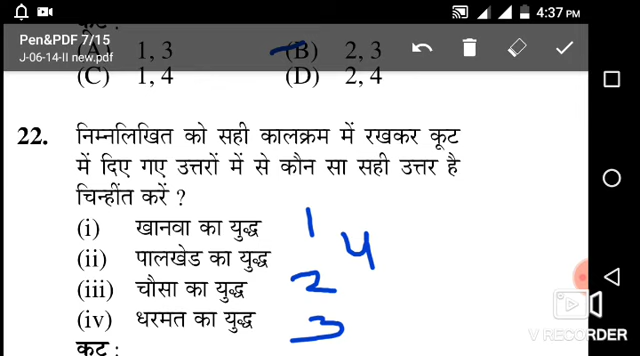 4:37 PM
Pen&PDF 7/15
J-06-14-II new.pdf
(A) 1, 3 (B) 2, 3
(C) 1, 4 (D) 2, 4
22. निम्नलिखित को सही कालक्रम में रखकर कूट
में दिए गए उत्तरों में से कौन सा सही उत्तर है
चिन्हींत करें ?
(i) खानवा का युद्ध 1
(ii) पालखेड का युद्ध 4
(iii) चौसा का युद्ध 2
(iv) धरमत का युद्ध 3
कूट :
V RECORDER